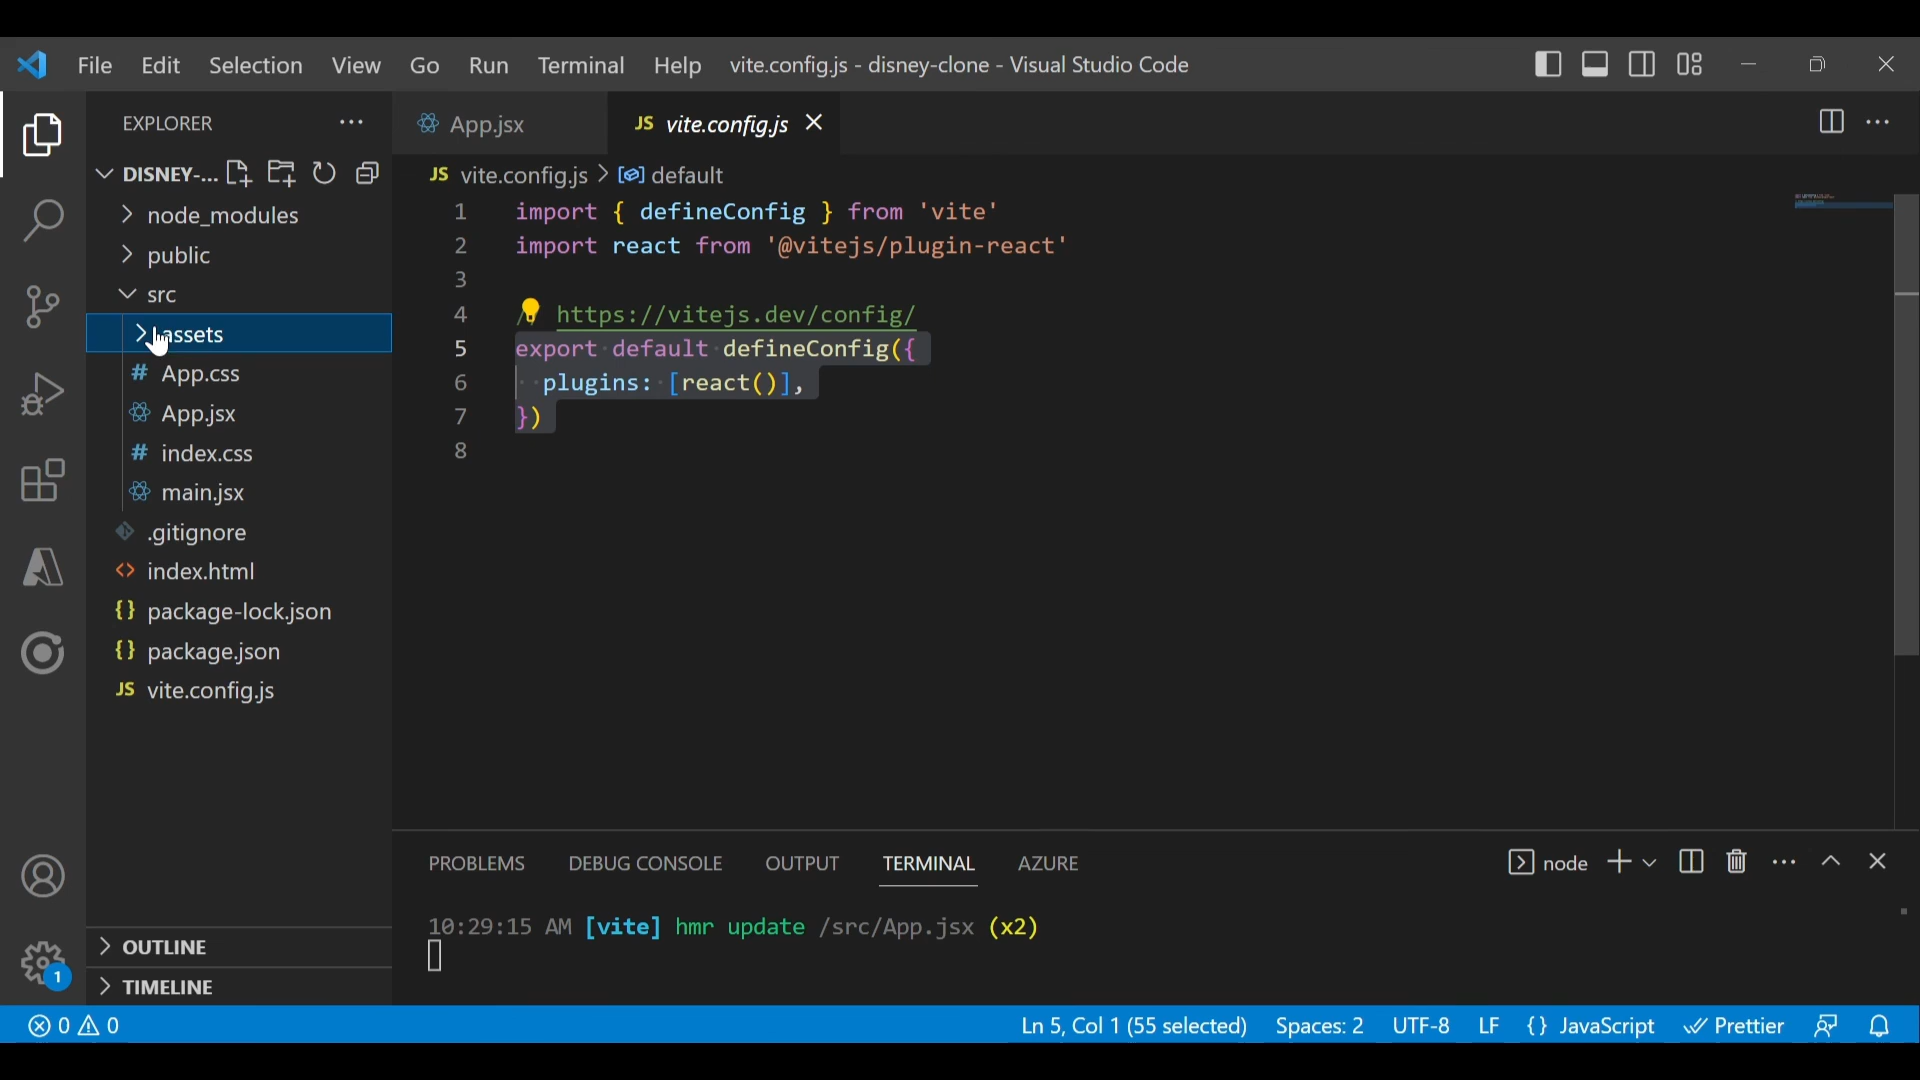 File Edit Selection View Go Run Terminal Help vite.config.js - disney-clone - Visual Studio Code
EXPLORER
DISNEY-...
node_modules
public
src
assets
# App.css
App.jsx
# index.css
main.jsx
.gitignore
<> index.html
{} package-lock.json
{} package.json
JS vite.config.js
OUTLINE
TIMELINE
App.jsx JS vite.config.js
JS vite.config.js > default
1 import { defineConfig } from 'vite'
2 import react from '@vitejs/plugin-react'
3
4 // https://vitejs.dev/config/
5 export default defineConfig({
6 plugins: [react()],
7 })
8
PROBLEMS DEBUG CONSOLE OUTPUT TERMINAL AZURE node
10:29:15 AM [vite] hmr update /src/App.jsx (x2)
1
0 0 Ln 5, Col 1 (55 selected) Spaces: 2 UTF-8 LF {} JavaScript Prettier